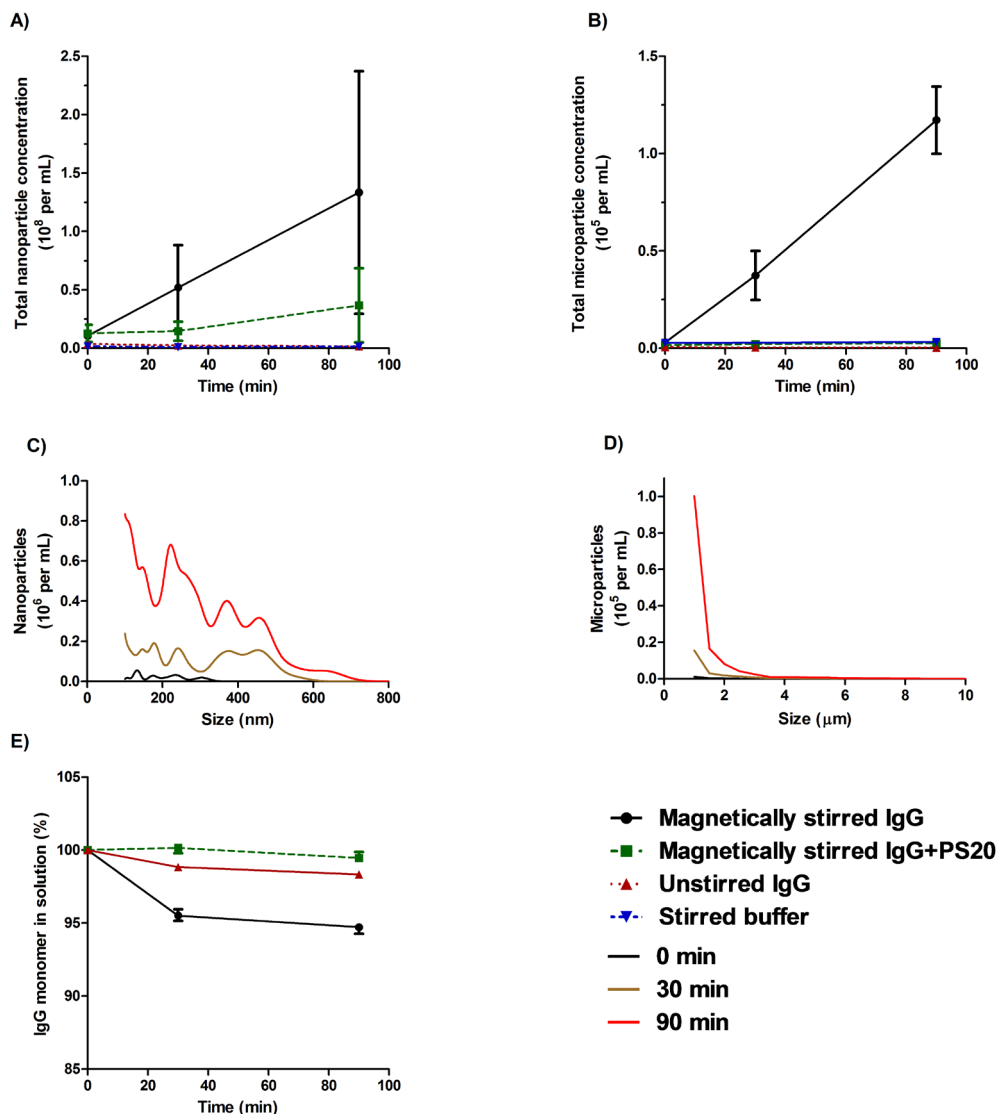 A)
Total nanoparticle concentration
(10⁸ per mL)
2.5
2.0
1.5
1.0
0.5
0.0
0 20 40 60 80 100
Time (min)
B)
Total microparticle concentration
(10⁵ per mL)
1.5
1.0
0.5
0.0
0 20 40 60 80 100
Time (min)
C)
Nanoparticles
(10⁶ per mL)
1.0
0.8
0.6
0.4
0.2
0.0
0 200 400 600 800
Size (nm)
D)
Microparticles
(10⁵ per mL)
1.0
0.8
0.6
0.4
0.2
0.0
0 2 4 6 8 10
Size (μm)
E)
IgG monomer in solution (%)
105
100
95
90
85
0 20 40 60 80 100
Time (min)
Magnetically stirred IgG
Magnetically stirred IgG+PS20
Unstirred IgG
Stirred buffer
0 min
30 min
90 min